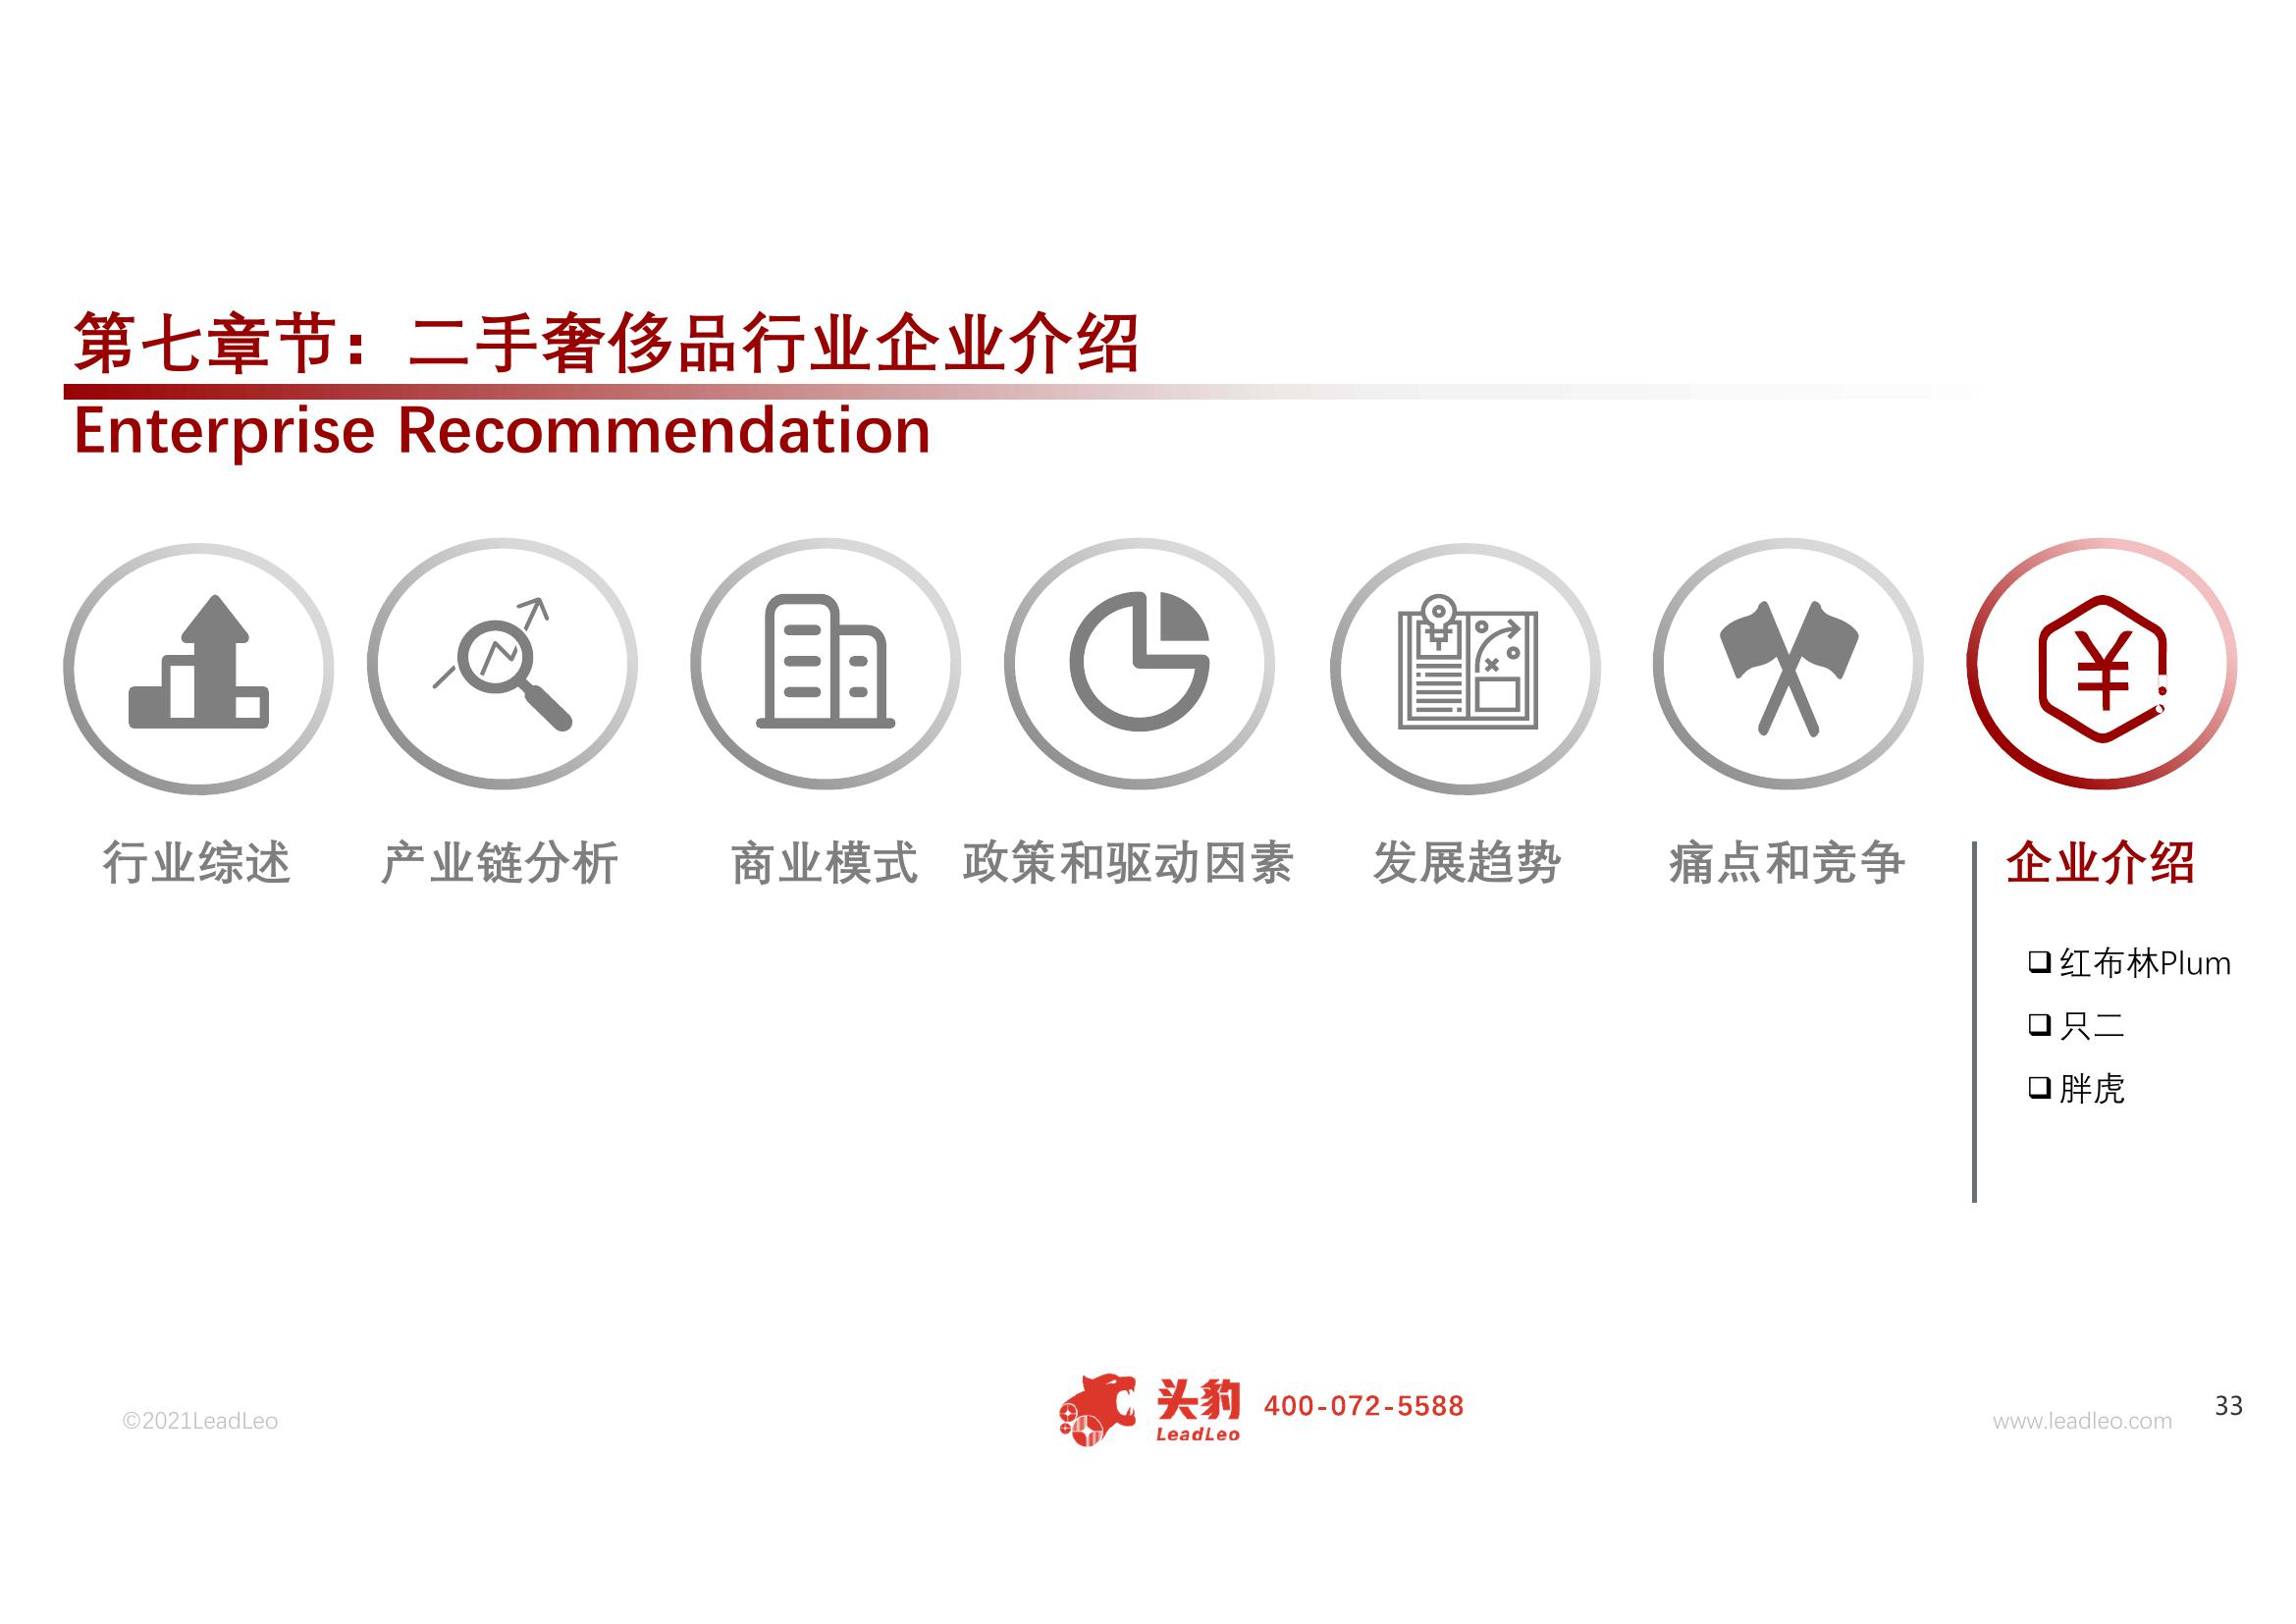 第七章节：二手奢侈品行业企业介绍
Enterprise Recommendation
¥
行业综述
产业链分析
商业模式
政策和驱动因素
发展趋势
痛点和竞争
企业介绍
❑ 红布林Plum
❑ 只二
❑ 胖虎
©2021LeadLeo
头豹
LeadLeo
400-072-5588
www.leadleo.com
33